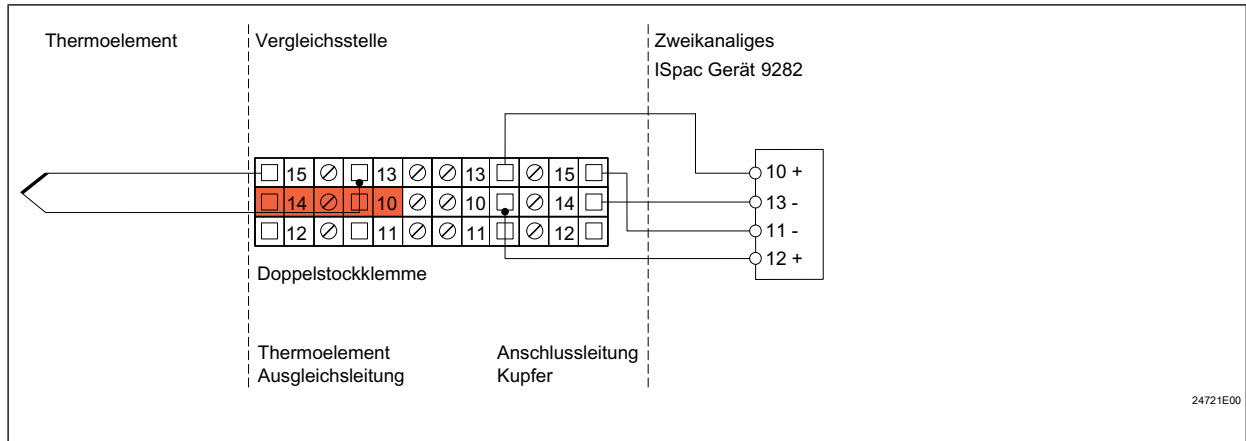 Thermoelement
Vergleichsstelle
Zweikanaliges
ISpac Gerät 9282
15 13 13 15
14 10 10 14
12 11 11 12
10 +
13 -
11 -
12 +
Doppelstockklemme
Thermoelement
Ausgleichsleitung
Anschlussleitung
Kupfer
24721E00